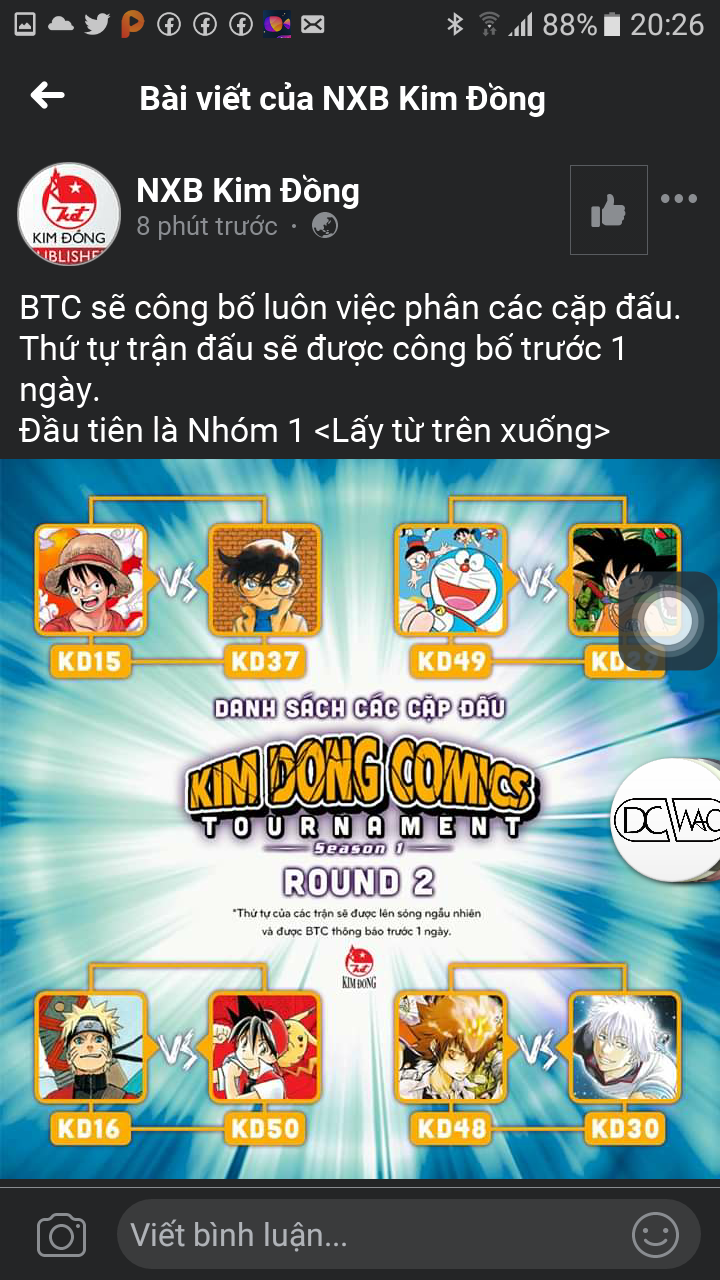 88% 20:26
Bài viết của NXB Kim Đồng
KIM ĐỒNG
NXB Kim Đồng
8 phút trước ·
BTC sẽ công bố luôn việc phân các cặp đấu.
Thứ tự trận đấu sẽ được công bố trước 1
ngày.
Đầu tiên là Nhóm 1 <Lấy từ trên xuống>
VS VS
KD15 KD37 KD49
DANH SÁCH CÁC CẶP ĐẤU
KIM DONG COMICS
TOURNAMENT
Season 1
ROUND 2
*Thứ tự của các trận sẽ được lên sóng ngẫu nhiên
và được BTC thông báo trước 1 ngày.
KIM ĐỒNG
VS VS
KD16 KD50 KD48 KD30
Viết bình luận...